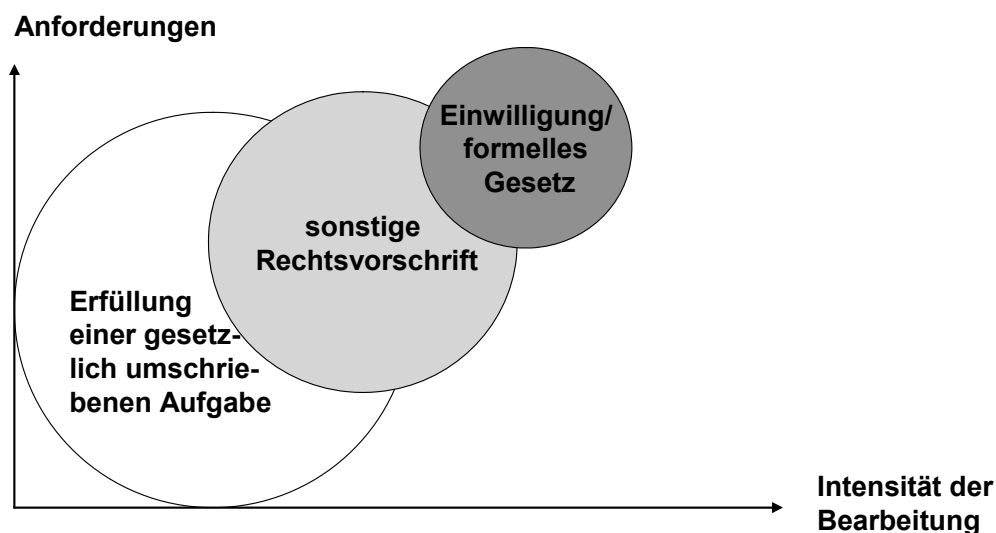 Anforderungen
Einwilligung/
formelles
Gesetz
sonstige
Rechtsvorschrift
Erfüllung
einer gesetz-
lich umschrie-
benen Aufgabe
Intensität der
Bearbeitung